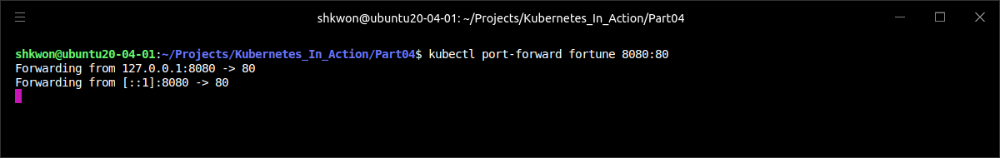 shkwon@ubuntu20-04-01: ~/Projects/Kubernetes_In_Action/Part04
shkwon@ubuntu20-04-01:~/Projects/Kubernetes_In_Action/Part04$ kubectl port-forward fortune 8080:80
Forwarding from 127.0.0.1:8080 -> 80
Forwarding from [::1]:8080 -> 80